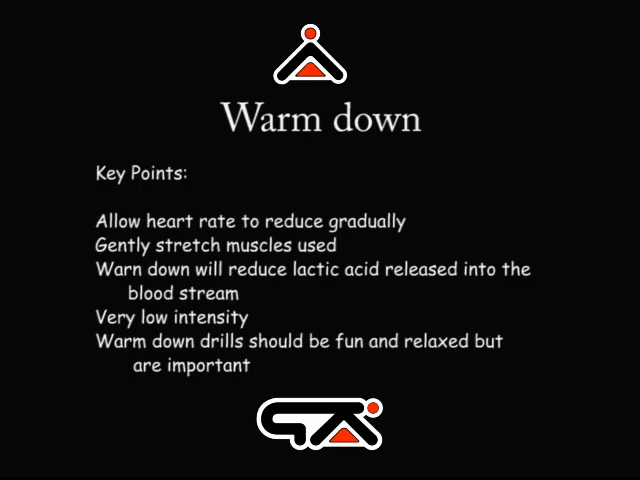 Warm down
Key Points:
Allow heart rate to reduce gradually
Gently stretch muscles used
Warn down will reduce lactic acid released into the
blood stream
Very low intensity
Warm down drills should be fun and relaxed but
are important